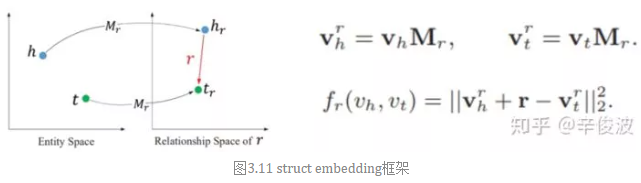 h
M_r
h_r
r
t
M_r
t_r
Entity Space
Relationship Space of r
v_h^r = v_h M_r, v_t^r = v_t M_r.
f_r(v_h, v_t) = ||v_h^r + r − v_t^r||_2^2.
知乎 @辛俊波
图3.11 struct embedding框架